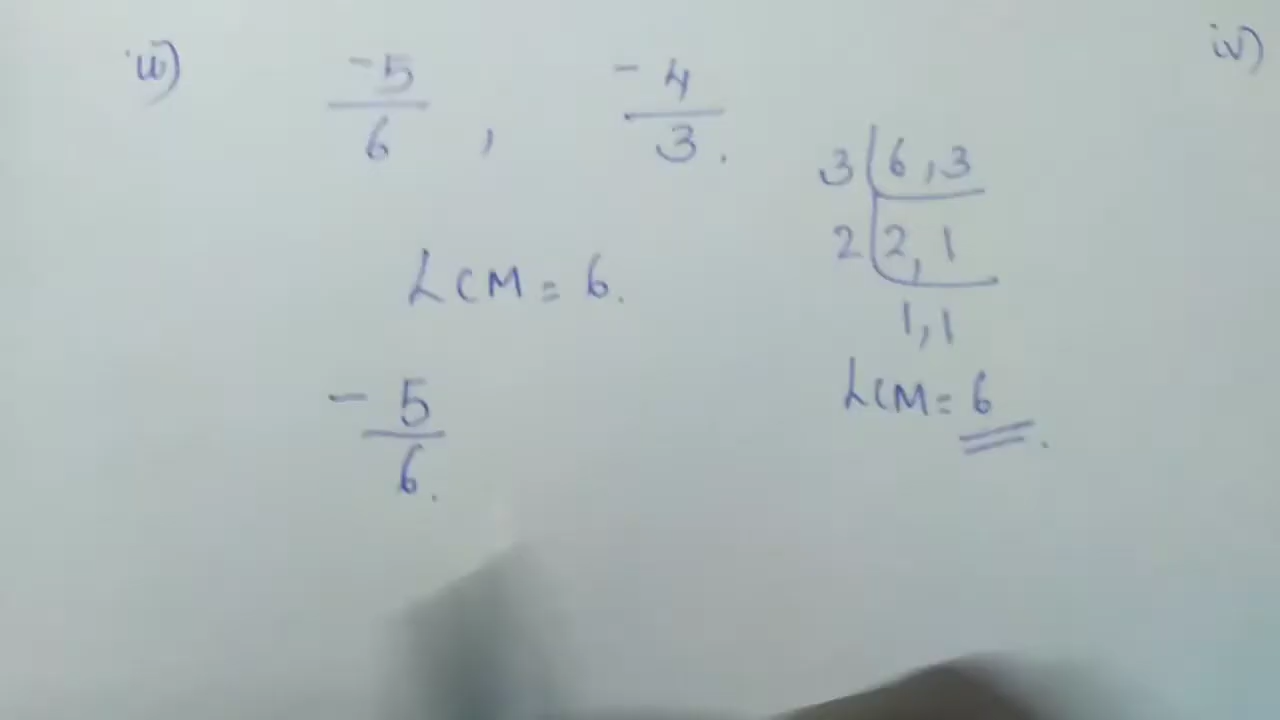 iii) -5/6 , -4/3 .
iv)
3 | 6 , 3
2 | 2 , 1
1 , 1
LCM = 6.
LCM = 6 .
- 5/6.